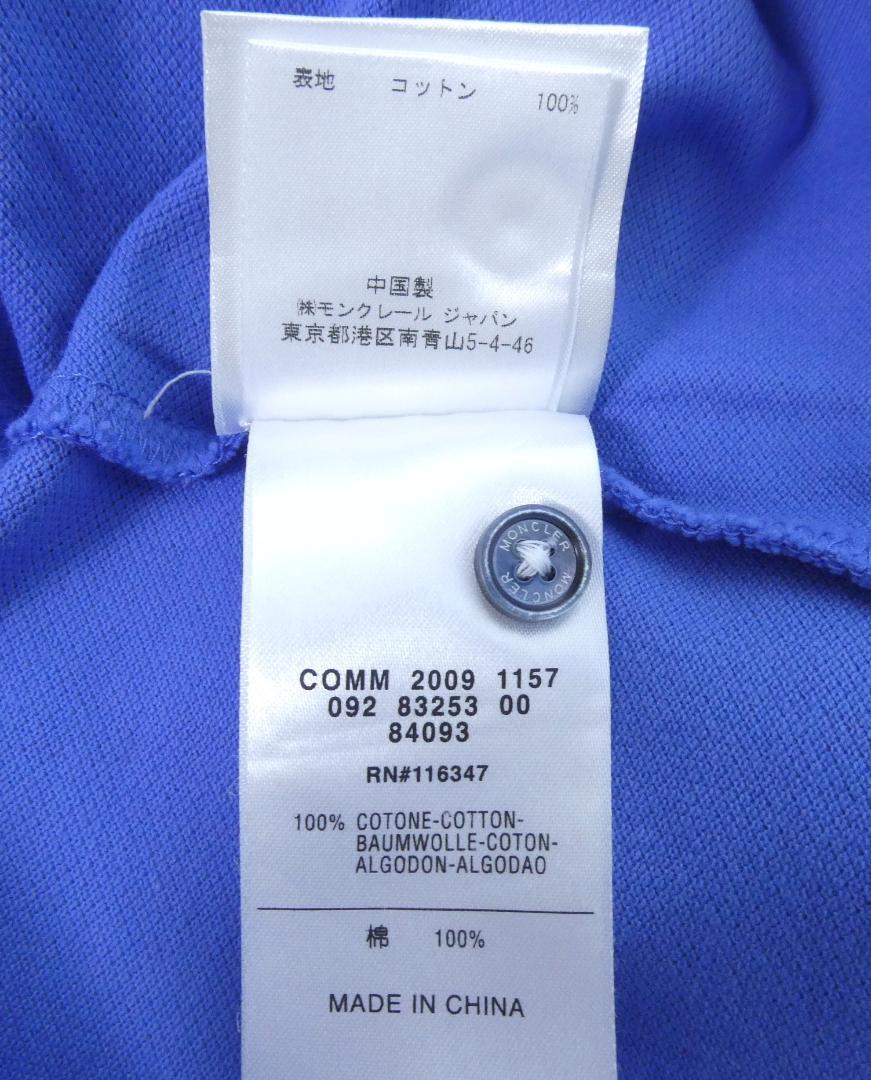 表地 コットン 100%
中国製
㈱モンクレール ジャパン
東京都港区南青山5-4-46
MONCLER MONCLER
COMM 2009 1157
092 83253 00
84093
RN#116347
100% COTONE-COTTON-
BAUMWOLLE-COTON-
ALGODON-ALGODAO
棉 100%
MADE IN CHINA